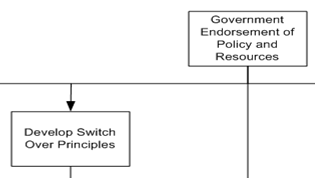 Government
Endorsement of
Policy and
Resources
Develop Switch
Over Principles